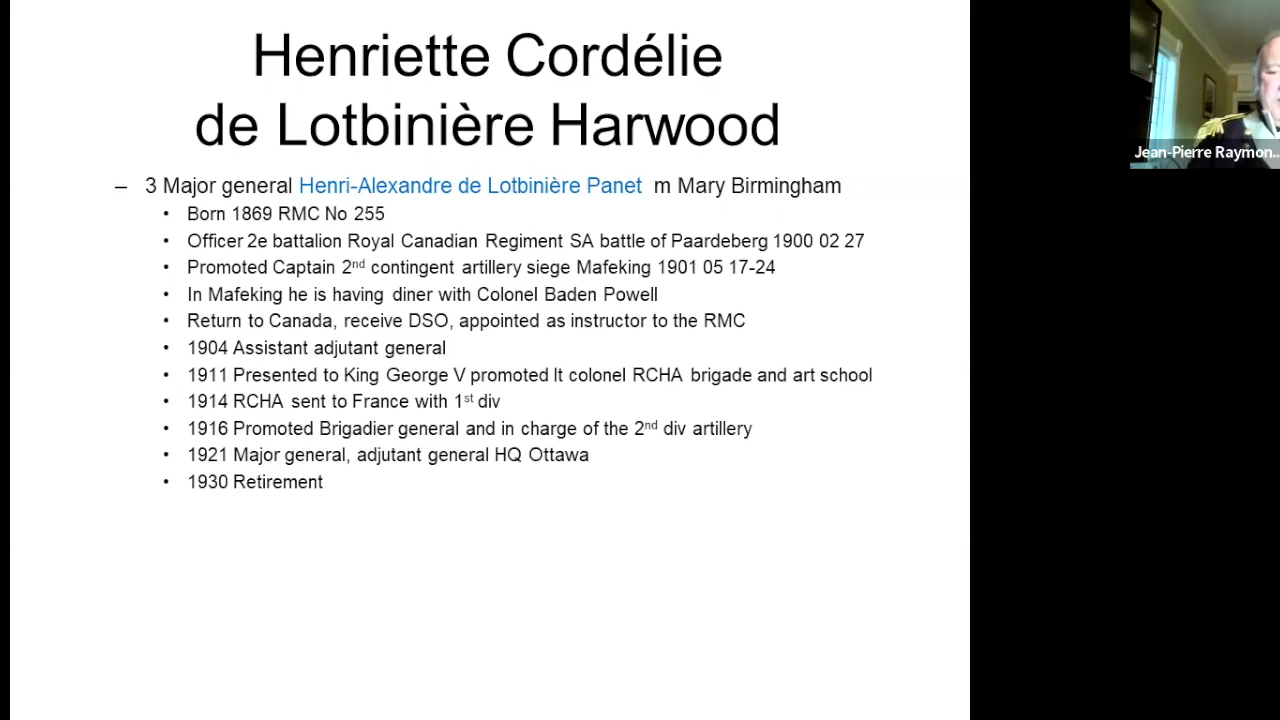 Henriette Cordélie
de Lotbinière Harwood
– 3 Major general Henri-Alexandre de Lotbinière Panet m Mary Birmingham
• Born 1869 RMC No 255
• Officer 2e battalion Royal Canadian Regiment SA battle of Paardeberg 1900 02 27
• Promoted Captain 2nd contingent artillery siege Mafeking 1901 05 17-24
• In Mafeking he is having diner with Colonel Baden Powell
• Return to Canada, receive DSO, appointed as instructor to the RMC
• 1904 Assistant adjutant general
• 1911 Presented to King George V promoted lt colonel RCHA brigade and art school
• 1914 RCHA sent to France with 1st div
• 1916 Promoted Brigadier general and in charge of the 2nd div artillery
• 1921 Major general, adjutant general HQ Ottawa
• 1930 Retirement
Jean-Pierre Raymon...